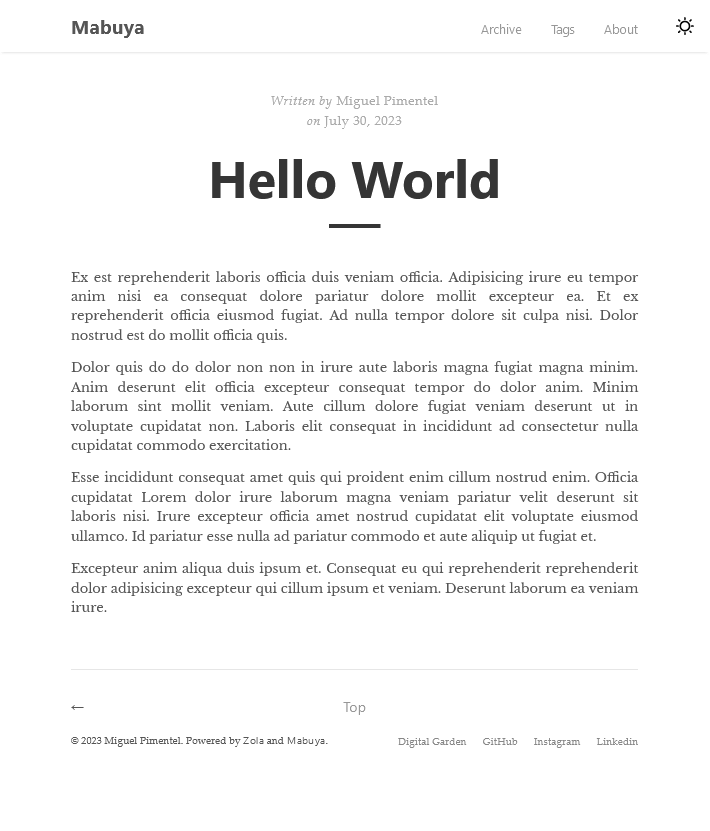 Mabuya
Archive Tags About
Written by Miguel Pimentel
on July 30, 2023
Hello World
Ex est reprehenderit laboris officia duis veniam officia. Adipisicing irure eu tempor
anim nisi ea consequat dolore pariatur dolore mollit excepteur ea. Et ex
reprehenderit officia eiusmod fugiat. Ad nulla tempor dolore sit culpa nisi. Dolor
nostrud est do mollit officia quis.
Dolor quis do do dolor non non in irure aute laboris magna fugiat magna minim.
Anim deserunt elit officia excepteur consequat tempor do dolor anim. Minim
laborum sint mollit veniam. Aute cillum dolore fugiat veniam deserunt ut in
voluptate cupidatat non. Laboris elit consequat in incididunt ad consectetur nulla
cupidatat commodo exercitation.
Esse incididunt consequat amet quis qui proident enim cillum nostrud enim. Officia
cupidatat Lorem dolor irure laborum magna veniam pariatur velit deserunt sit
laboris nisi. Irure excepteur officia amet nostrud cupidatat elit voluptate eiusmod
ullamco. Id pariatur esse nulla ad pariatur commodo et aute aliquip ut fugiat et.
Excepteur anim aliqua duis ipsum et. Consequat eu qui reprehenderit reprehenderit
dolor adipisicing excepteur qui cillum ipsum et veniam. Deserunt laborum ea veniam
irure.
← Top
© 2023 Miguel Pimentel. Powered by Zola and Mabuya. Digital Garden GitHub Instagram Linkedin